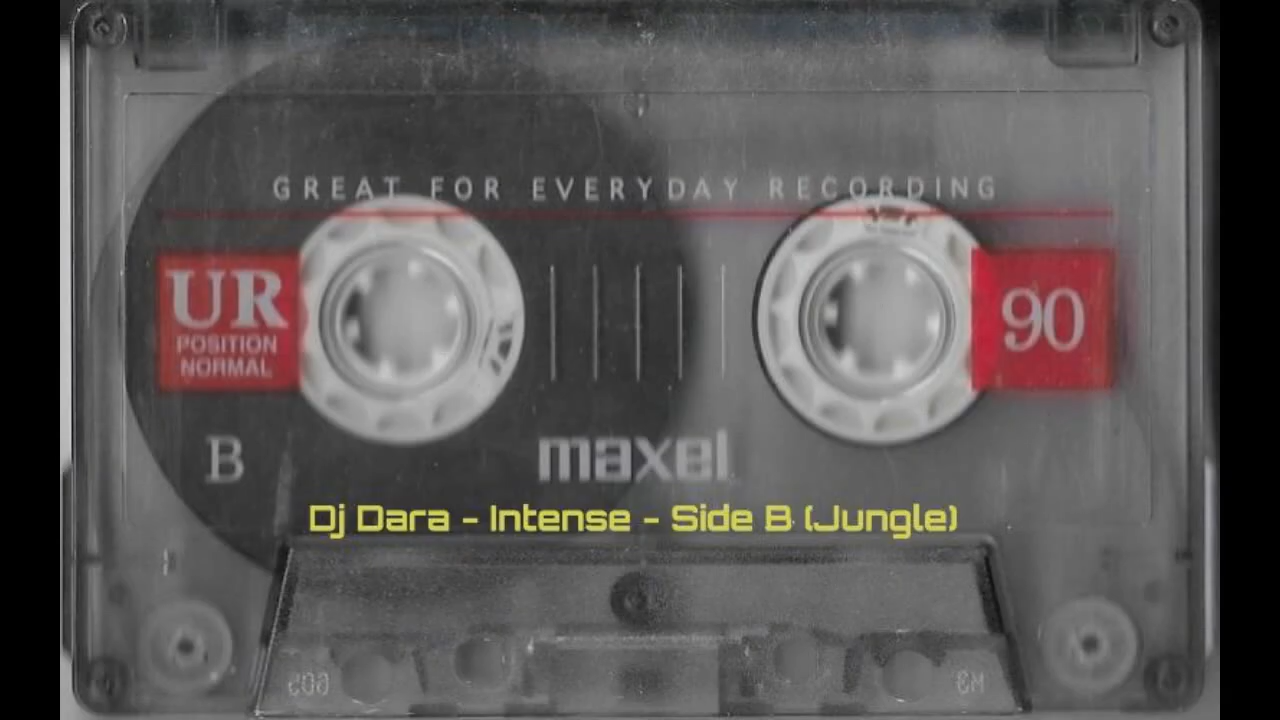 GREAT FOR EVERYDAY RECORDING
UR
POSITION
NORMAL
90
B
maxel
Dj Dara - Intense - Side B (Jungle)